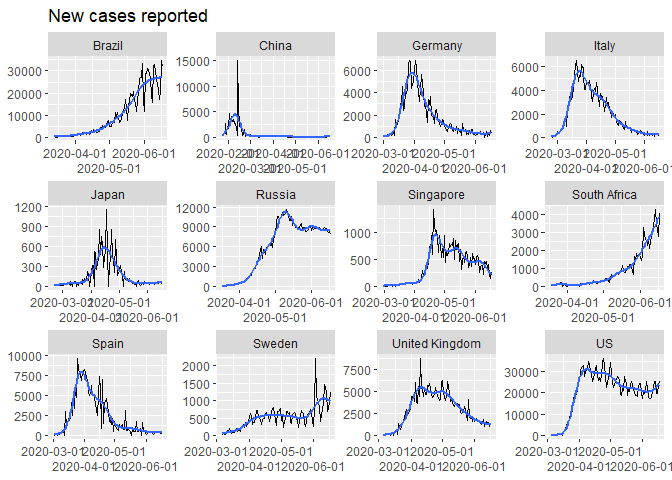 New cases reported
Brazil China Germany Italy
30000 15000 6000 6000
20000 10000 4000 4000
10000 5000 2000 2000
0 0 0 0
2020-04-01 2020-06-01 2020-02-01 2020-04-01 2020-06-01 2020-04-01 2020-06-01 2020-03-01 2020-05-01
2020-05-01 2020-03-01 2020-05-01 2020-03-01 2020-05-01 2020-04-01 2020-06-01
Japan Russia Singapore South Africa
1200 12000
900 9000 1000 4000
600 6000 3000
300 3000 500 2000
1000
0 0 0 0
2020-03-01 2020-05-01 2020-04-01 2020-06-01 2020-03-01 2020-05-01 2020-04-01 2020-06-01
2020-04-01 2020-06-01 2020-05-01 2020-04-01 2020-06-01 2020-05-01
Spain Sweden United Kingdom US
10000 2000 7500 30000
7500 1500 5000 20000
5000 1000 2500 10000
2500 500
0 0 0 0
2020-03-01 2020-05-01 2020-03-01 2020-05-01 2020-03-01 2020-05-01 2020-03-01 2020-05-01
2020-04-01 2020-06-01 2020-04-01 2020-06-01 2020-04-01 2020-06-01 2020-04-01 2020-06-01